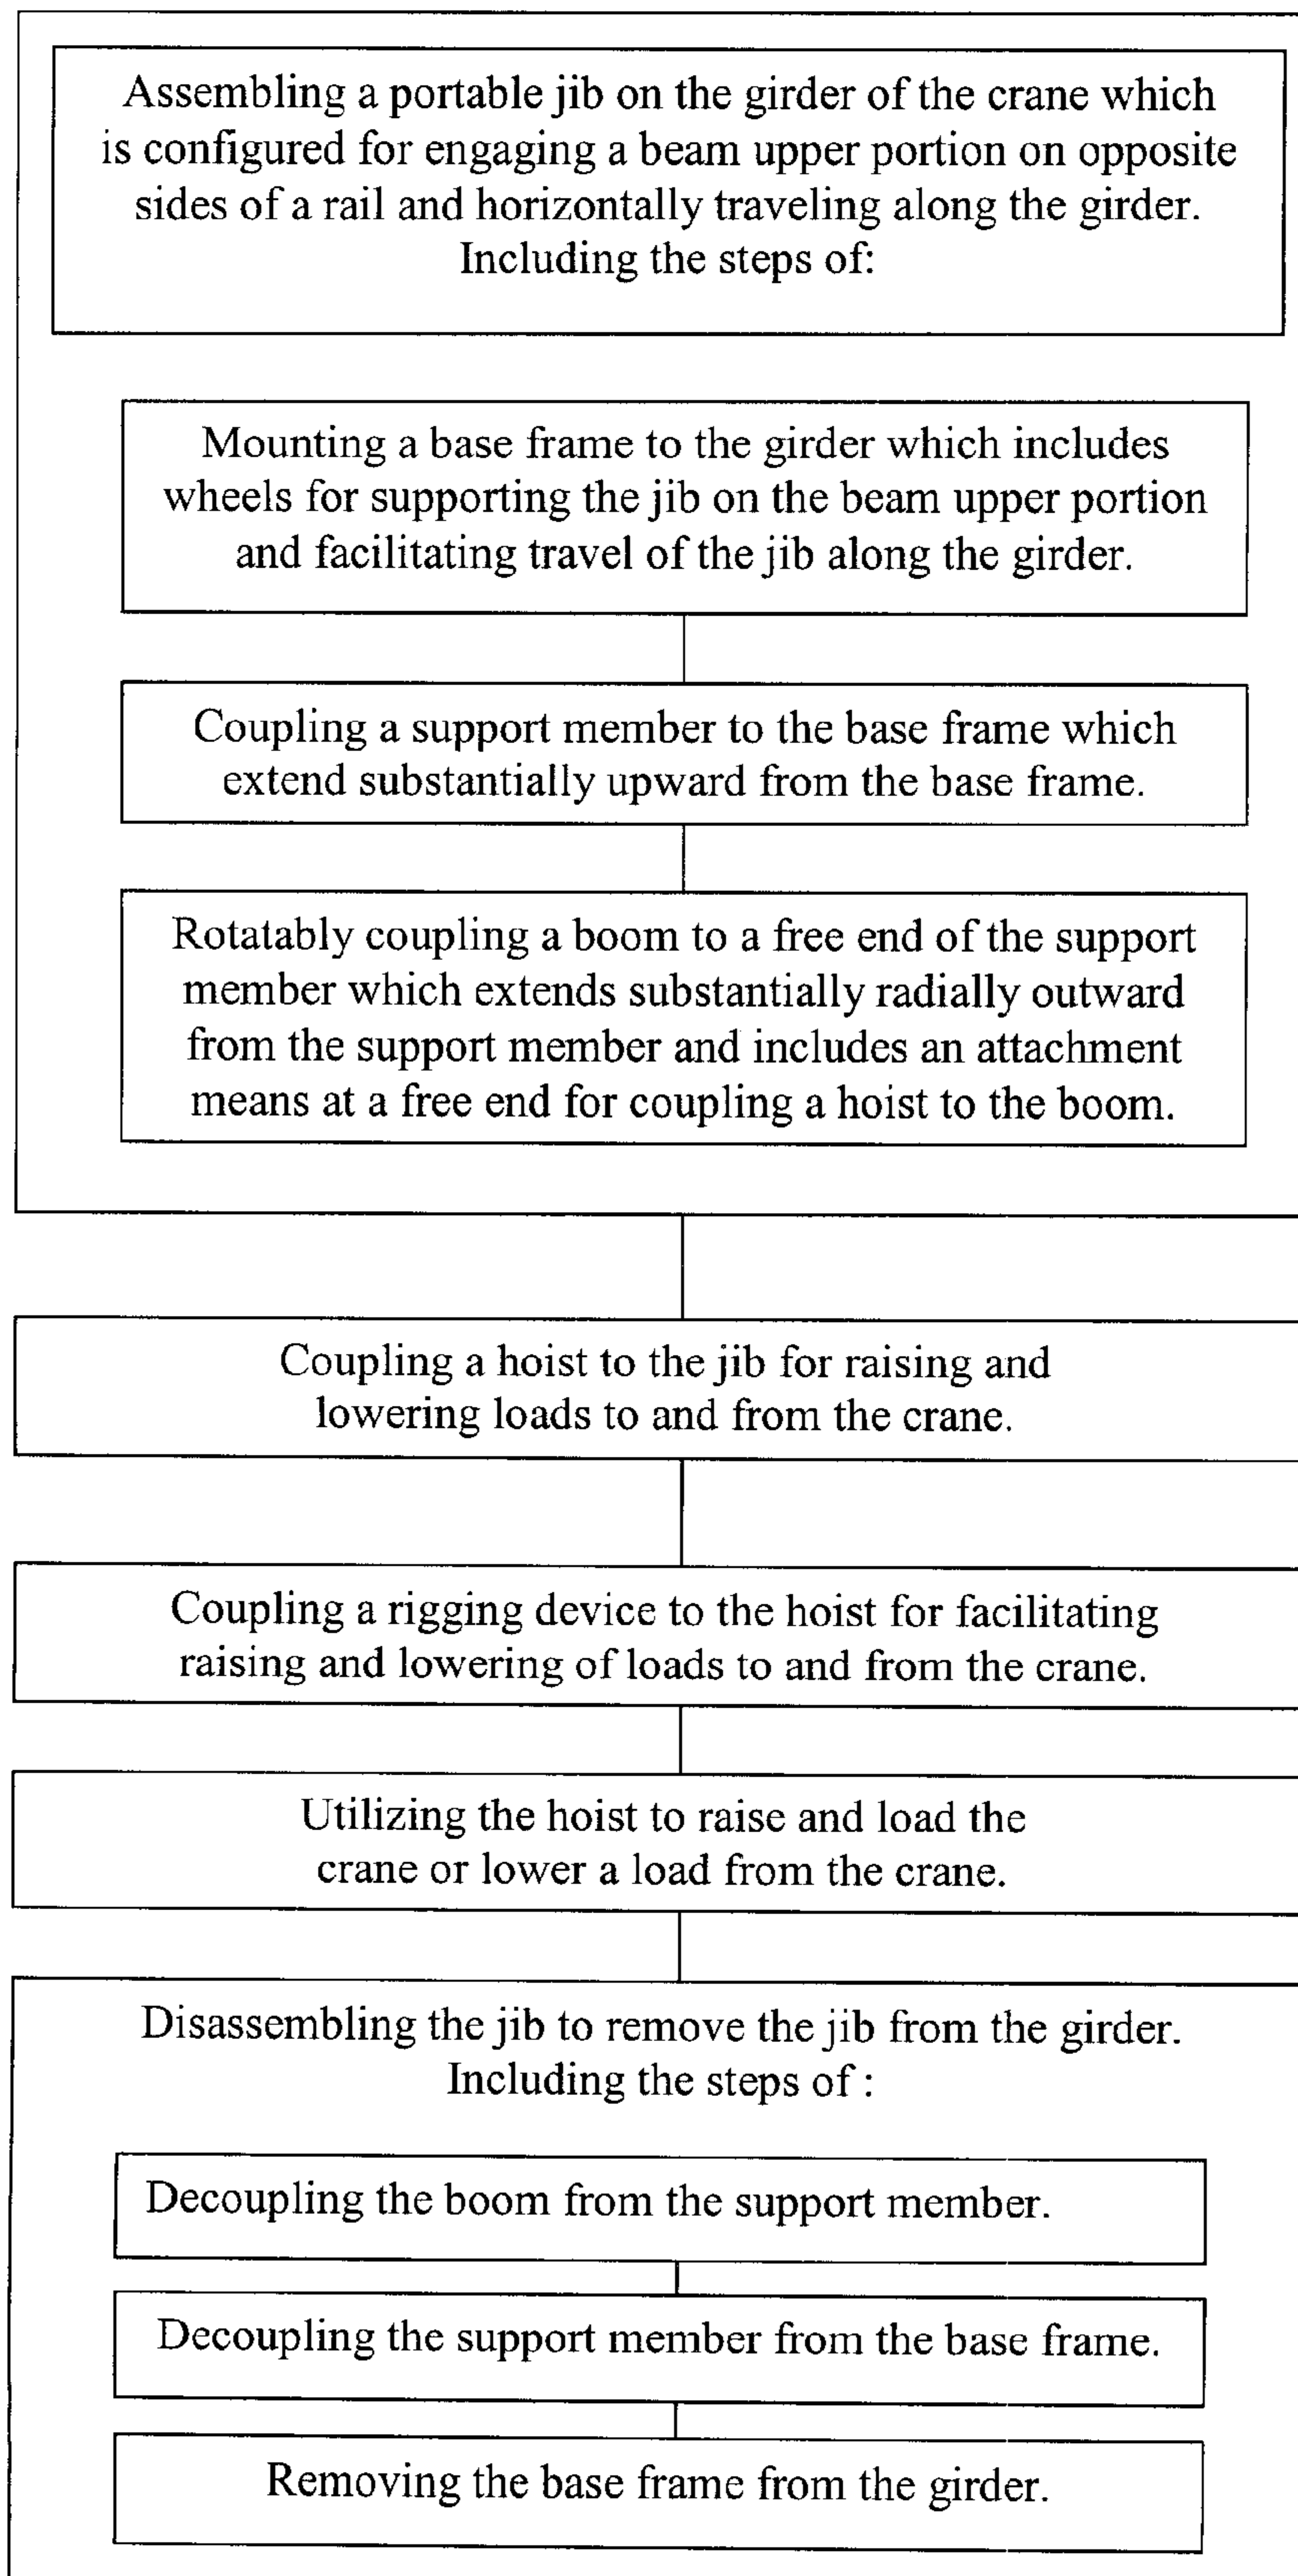 Assembling a portable jib on the girder of the crane which
is configured for engaging a beam upper portion on opposite
sides of a rail and horizontally traveling along the girder.
Including the steps of:
Mounting a base frame to the girder which includes
wheels for supporting the jib on the beam upper portion
and facilitating travel of the jib along the girder.
Coupling a support member to the base frame which
extend substantially upward from the base frame.
Rotatably coupling a boom to a free end of the support
member which extends substantially radially outward
from the support member and includes an attachment
means at a free end for coupling a hoist to the boom.
Coupling a hoist to the jib for raising and
lowering loads to and from the crane.
Coupling a rigging device to the hoist for facilitating
raising and lowering of loads to and from the crane.
Utilizing the hoist to raise and load the
crane or lower a load from the crane.
Disassembling the jib to remove the jib from the girder.
Including the steps of :
Decoupling the boom from the support member.
Decoupling the support member from the base frame.
Removing the base frame from the girder.